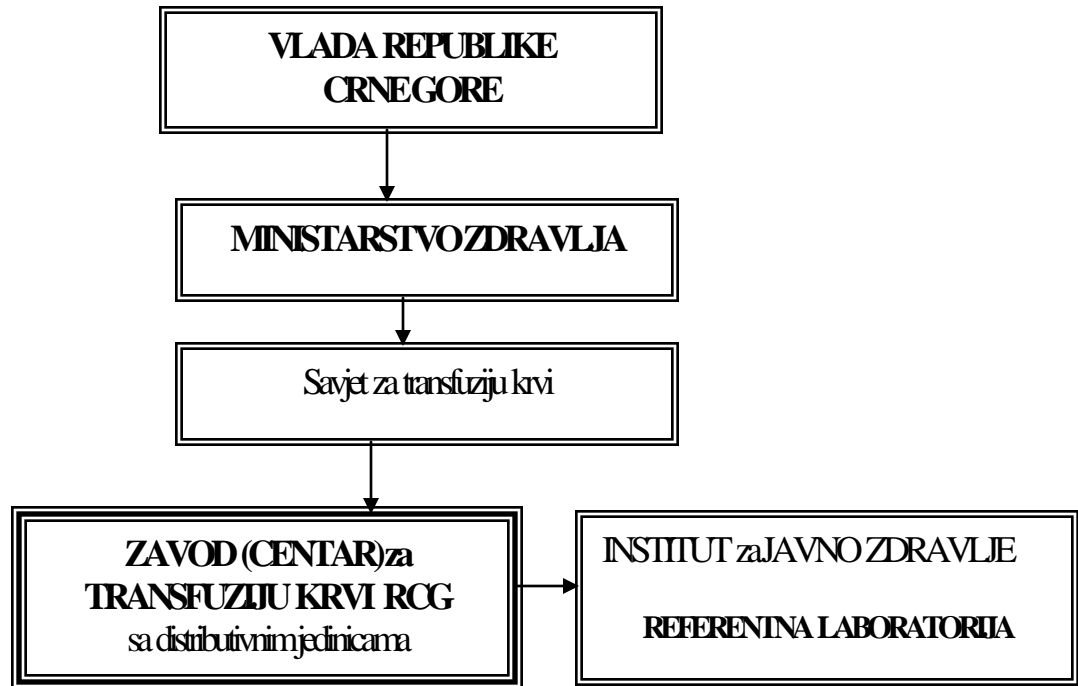 VLADA REPUBLIKE
CRNE GORE
MINISTARSTVO ZDRAVLJA
Savjet za transfuziju krvi
ZAVOD (CENTAR) za
TRANSFUZIJU KRVI RCG
sa distributivnim jedinicama
INSTITUT za JAVNO ZDRAVLJE
REFERENTNA LABORATORIJA